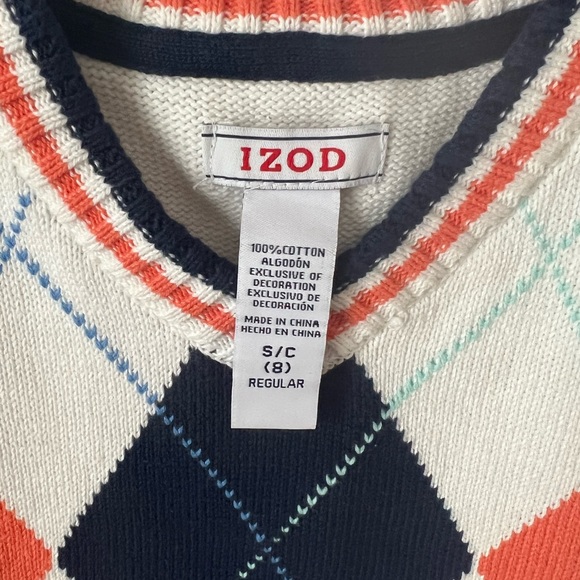 IZOD
100% COTTON
ALGODÓN
EXCLUSIVE OF
DECORATION
EXCLUSIVO DE
DECORACIÓN
MADE IN CHINA
HECHO EN CHINA
S/C
(8)
REGULAR